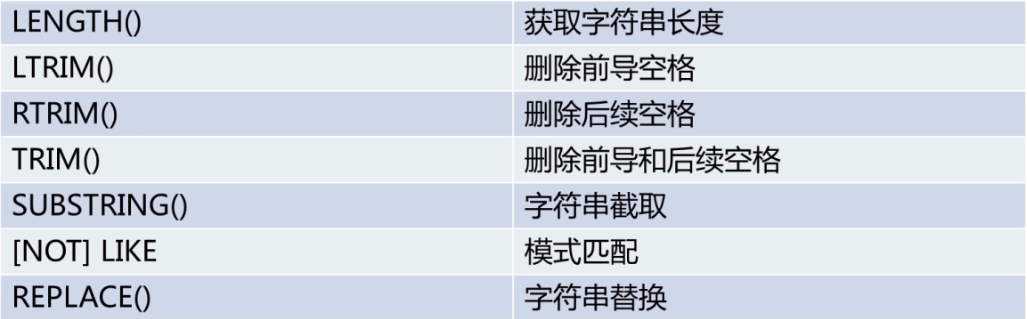 LENGTH() 获取字符串长度
LTRIM() 删除前导空格
RTRIM() 删除后续空格
TRIM() 删除前导和后续空格
SUBSTRING() 字符串截取
[NOT] LIKE 模式匹配
REPLACE() 字符串替换